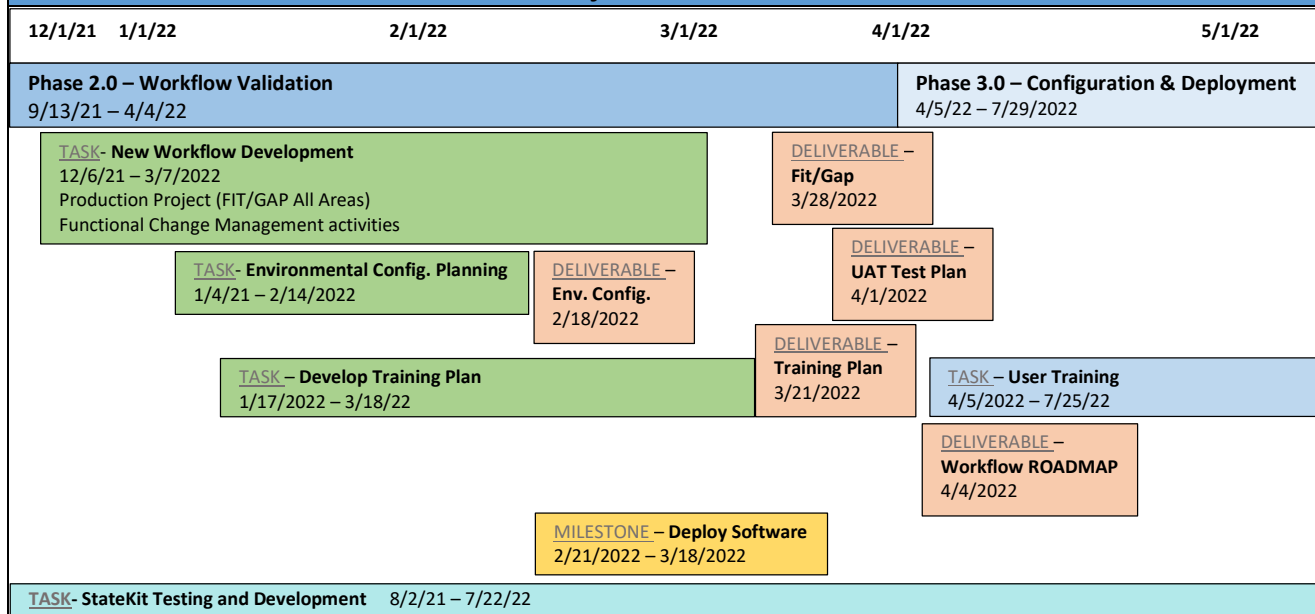 12/1/21 1/1/22 2/1/22 3/1/22 4/1/22 5/1/22
Phase 2.0 – Workflow Validation
9/13/21 – 4/4/22
Phase 3.0 – Configuration & Deployment
4/5/22 – 7/29/2022
TASK- New Workflow Development
12/6/21 – 3/7/2022
Production Project (FIT/GAP All Areas)
Functional Change Management activities
DELIVERABLE –
Fit/Gap
3/28/2022
TASK- Environmental Config. Planning
1/4/21 – 2/14/2022
DELIVERABLE –
Env. Config.
2/18/2022
DELIVERABLE –
UAT Test Plan
4/1/2022
TASK – Develop Training Plan
1/17/2022 – 3/18/22
DELIVERABLE –
Training Plan
3/21/2022
TASK – User Training
4/5/2022 – 7/25/22
DELIVERABLE –
Workflow ROADMAP
4/4/2022
MILESTONE – Deploy Software
2/21/2022 – 3/18/2022
TASK- StateKit Testing and Development 8/2/21 – 7/22/22